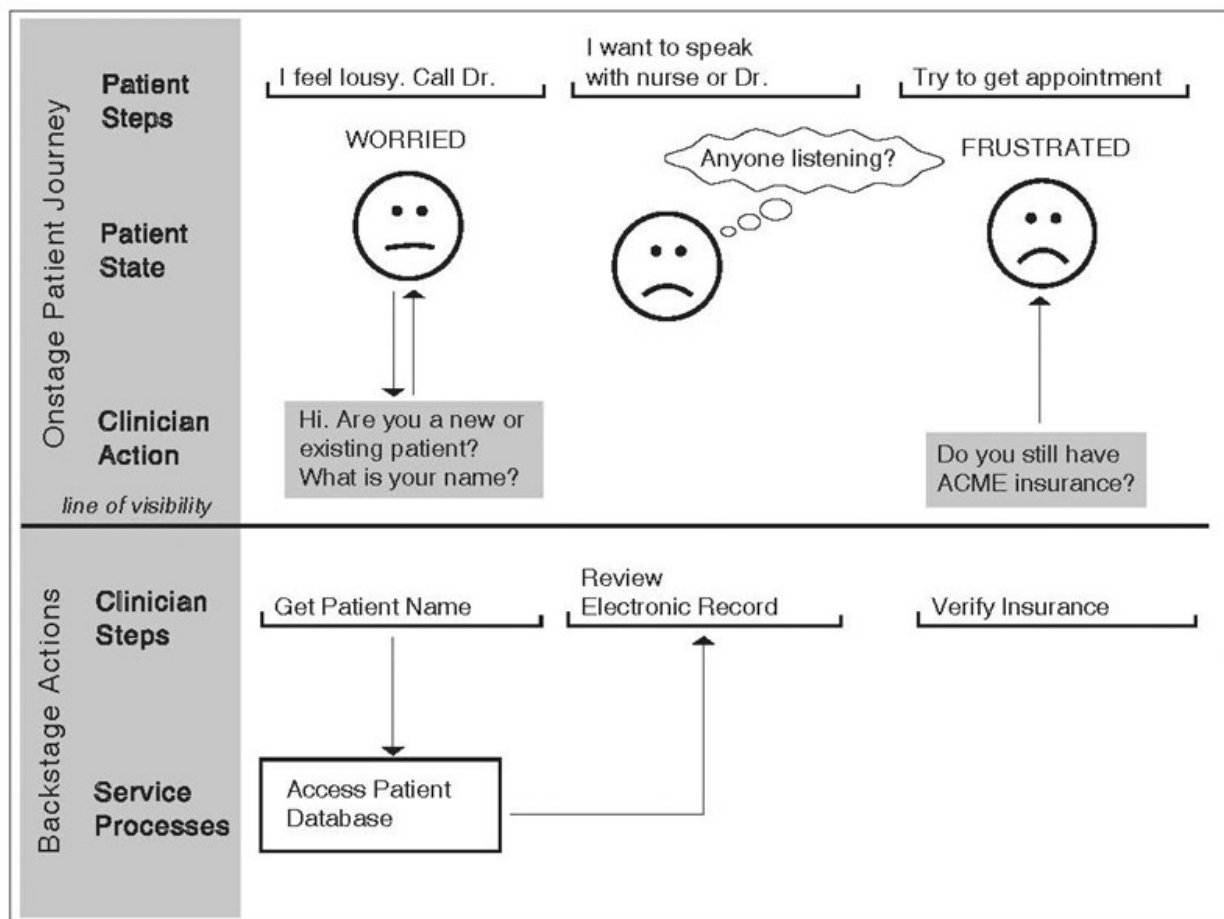 Onstage Patient Journey
Patient
Steps
I feel lousy. Call Dr.
I want to speak
with nurse or Dr.
Try to get appointment
WORRIED
Anyone listening?
FRUSTRATED
Patient
State
Clinician
Action
Hi. Are you a new or
existing patient?
What is your name?
Do you still have
ACME insurance?
line of visibility
Backstage Actions
Clinician
Steps
Get Patient Name
Review
Electronic Record
Verify Insurance
Service
Processes
Access Patient
Database